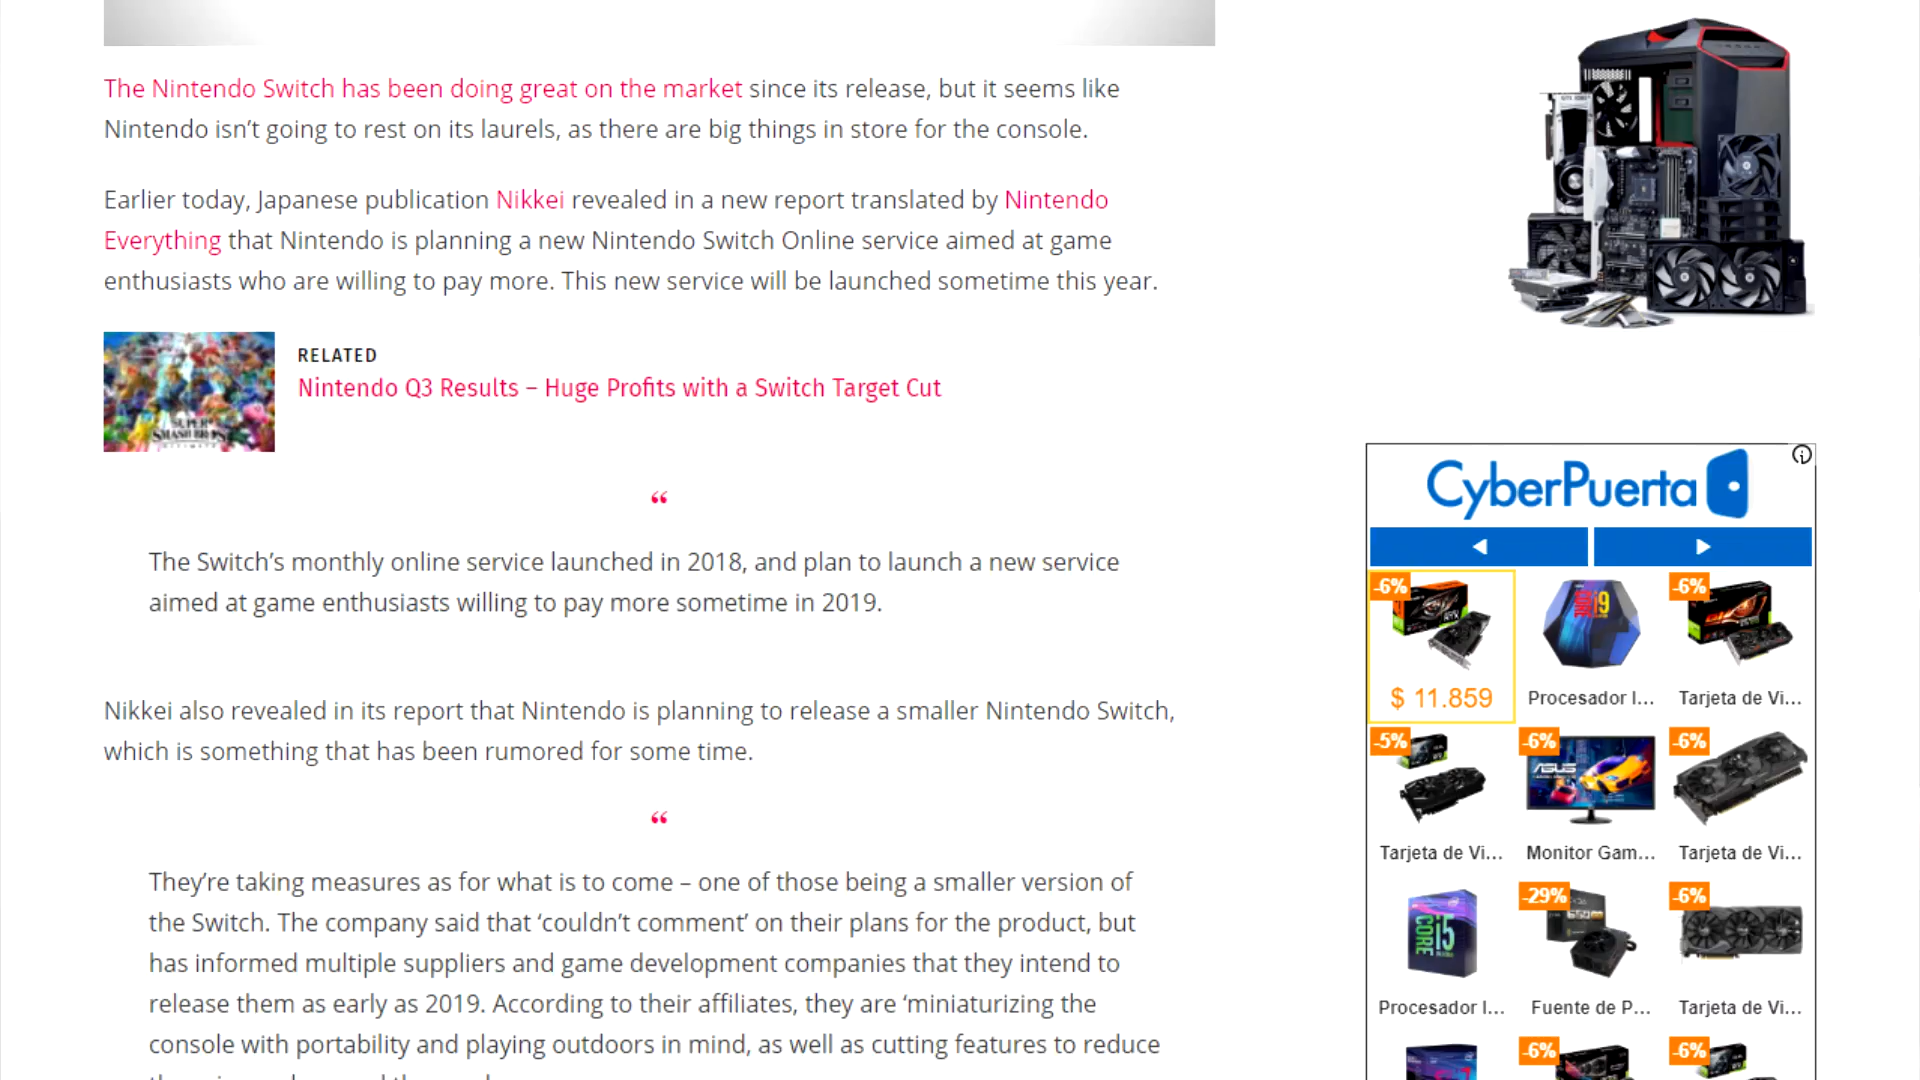 The Nintendo Switch has been doing great on the market since its release, but it seems like
Nintendo isn’t going to rest on its laurels, as there are big things in store for the console.
Earlier today, Japanese publication Nikkei revealed in a new report translated by Nintendo
Everything that Nintendo is planning a new Nintendo Switch Online service aimed at game
enthusiasts who are willing to pay more. This new service will be launched sometime this year.
SUPER
SMASH BROS
ULTIMATE
RELATED
Nintendo Q3 Results – Huge Profits with a Switch Target Cut
“
The Switch’s monthly online service launched in 2018, and plan to launch a new service
aimed at game enthusiasts willing to pay more sometime in 2019.
Nikkei also revealed in its report that Nintendo is planning to release a smaller Nintendo Switch,
which is something that has been rumored for some time.
“
They’re taking measures as for what is to come – one of those being a smaller version of
the Switch. The company said that ‘couldn’t comment’ on their plans for the product, but
has informed multiple suppliers and game development companies that they intend to
release them as early as 2019. According to their affiliates, they are ‘miniaturizing the
console with portability and playing outdoors in mind, as well as cutting features to reduce
CyberPuerta
-6%
CORE i9
-6%
$ 11.859
Procesador I...
Tarjeta de Vi...
-5%
-6%
ASUS
-6%
Tarjeta de Vi...
Monitor Gam...
Tarjeta de Vi...
CORE i5
-29%
-6%
Procesador I...
Fuente de P...
Tarjeta de Vi...
-6%
-6%